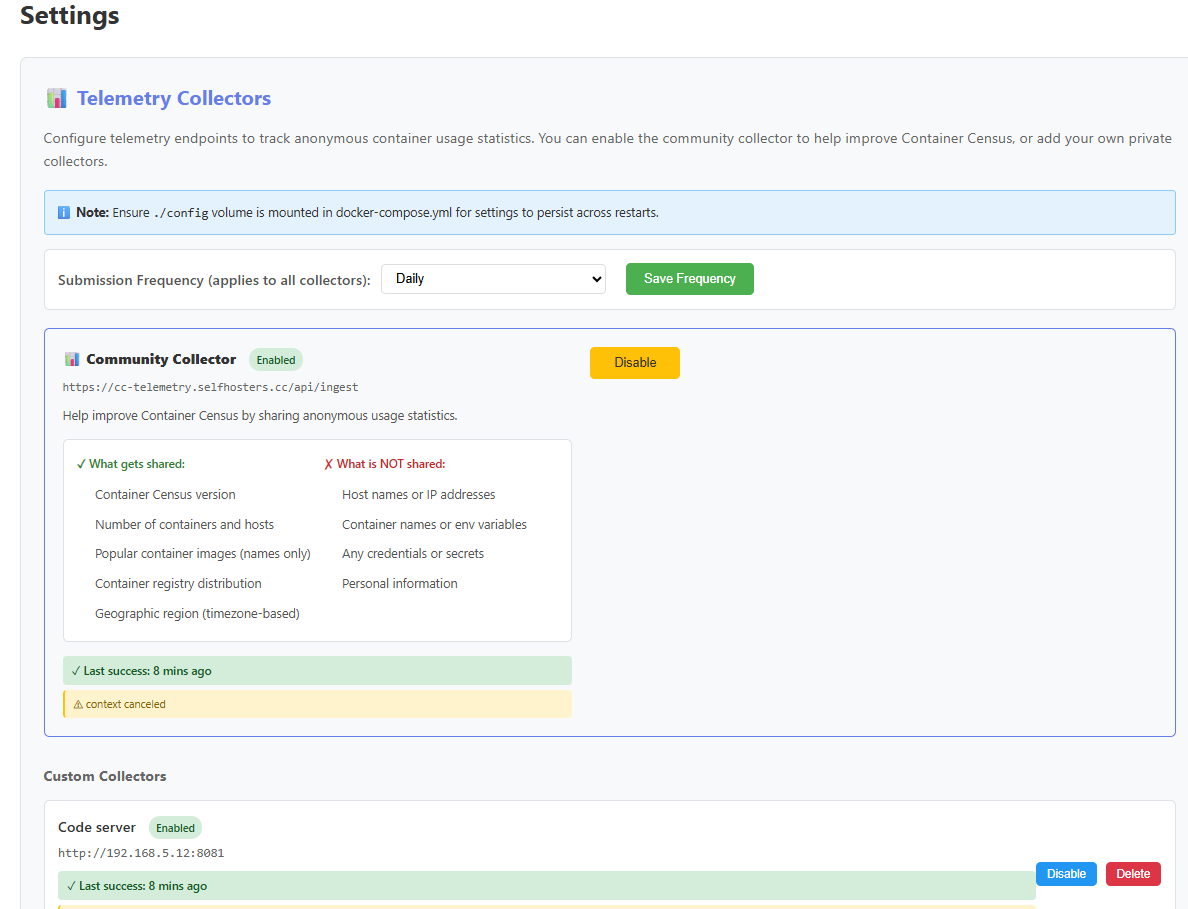 Settings
Telemetry Collectors
Configure telemetry endpoints to track anonymous container usage statistics. You can enable the community collector to help improve Container Census, or add your own private
collectors.
Note: Ensure ./config volume is mounted in docker-compose.yml for settings to persist across restarts.
Submission Frequency (applies to all collectors): Daily Save Frequency
Community Collector Enabled Disable
https://cc-telemetry.selfhosters.cc/api/ingest
Help improve Container Census by sharing anonymous usage statistics.
✓ What gets shared:
Container Census version
Number of containers and hosts
Popular container images (names only)
Container registry distribution
Geographic region (timezone-based)
✗ What is NOT shared:
Host names or IP addresses
Container names or env variables
Any credentials or secrets
Personal information
✓ Last success: 8 mins ago
⚠ context canceled
Custom Collectors
Code server Enabled
http://192.168.5.12:8081
✓ Last success: 8 mins ago
Disable Delete